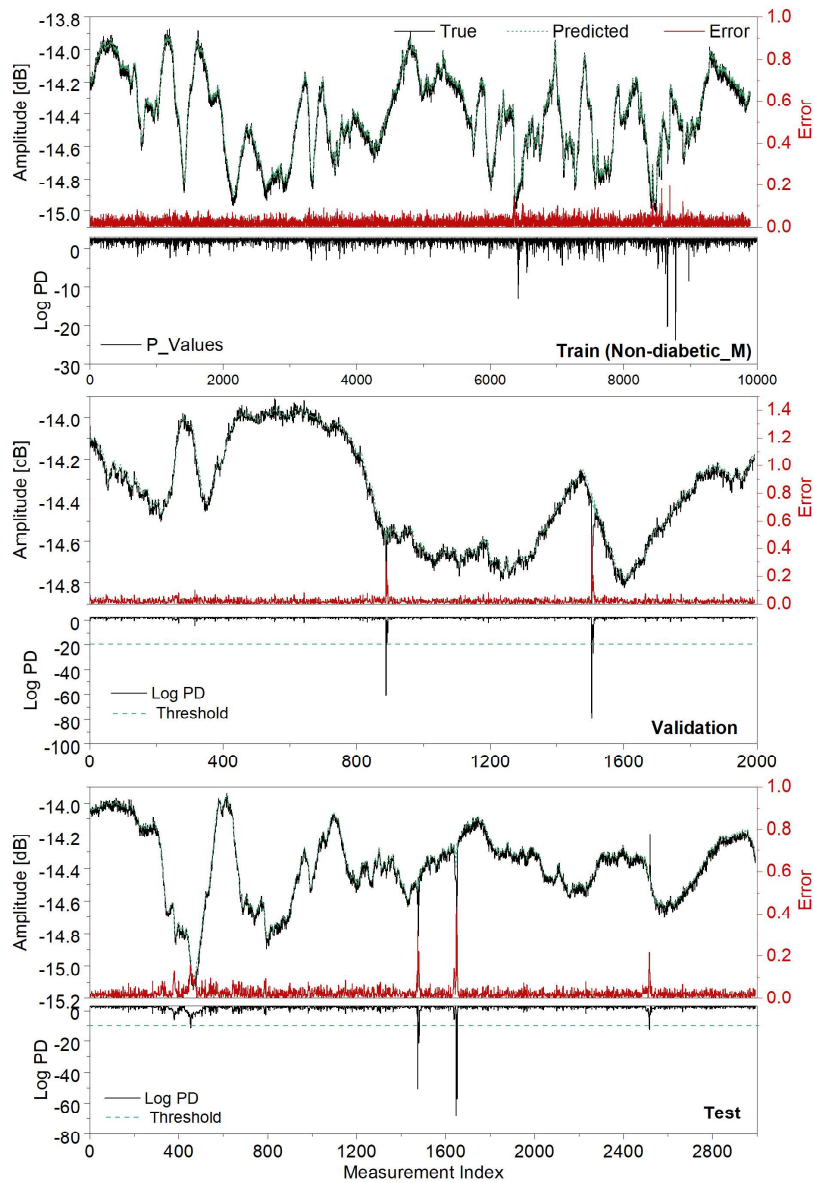 True Predicted Error
-13.8 1.0
-14.0
-14.2 0.8
-14.4 0.6
-14.6 0.4
-14.8 0.2
-15.0 0.0
Amplitude [dB]
Error
0
-10
-20
-30
Log PD
P_Values
Train (Non-diabetic_M)
0 2000 4000 6000 8000 10000
-14.0 1.4
1.2
-14.2 1.0
-14.4 0.8
0.6
-14.6 0.4
-14.8 0.2
0.0
Amplitude [cB]
Error
0
-20
-40
-60
-80
-100
Log PD
Log PD
Threshold
Validation
0 400 800 1200 1600 2000
1.0
-14.0
-14.2 0.8
-14.4 0.6
-14.6 0.4
-14.8
-15.0 0.2
-15.2 0.0
Amplitude [dB]
Error
0
-20
-40
-60
-80
Log PD
Log PD
Threshold
Test
0 400 800 1200 1600 2000 2400 2800
Measurement Index